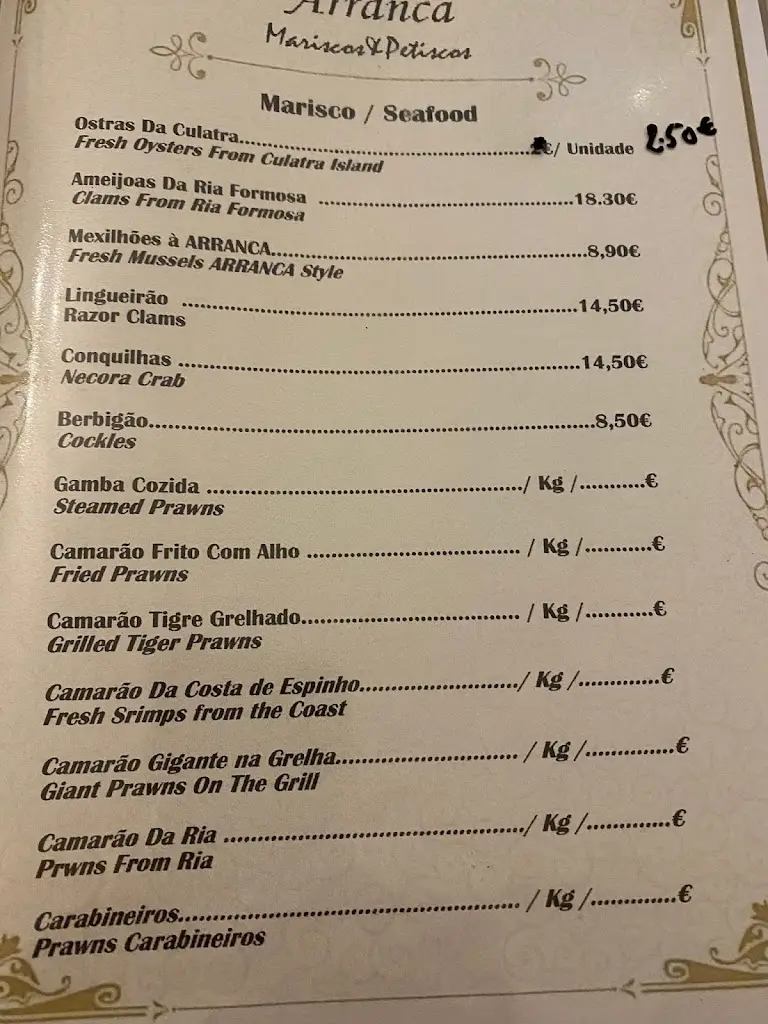 Arranca
Mariscos & Petiscos
Marisco / Seafood
Ostras Da Culatra................................................€/ Unidade 2.50€
Fresh Oysters From Culatra Island
Ameijoas Da Ria Formosa ..........................................18.30€
Clams From Ria Formosa
Mexilhões à ARRANCA....................................................8,90€
Fresh Mussels ARRANCA Style
Lingueirão ..................................................................14,50€
Razor Clams
Conquilhas ..................................................................14,50€
Necora Crab
Berbigão.........................................................................8,50€
Cockles
Gamba Cozida ..................................................../ Kg /...........€
Steamed Prawns
Camarão Frito Com Alho ................................... / Kg /...........€
Fried Prawns
Camarão Tigre Grelhado.................................... / Kg /...........€
Grilled Tiger Prawns
Camarão Da Costa de Espinho........................../ Kg /.............€
Fresh Srimps from the Coast
Camarão Gigante na Grelha.............................. / Kg /..............€
Giant Prawns On The Grill
Camarão Da Ria ................................................./ Kg /.............€
Prwns From Ria
Carabineiros........................................................ / Kg /.............€
Prawns Carabineiros